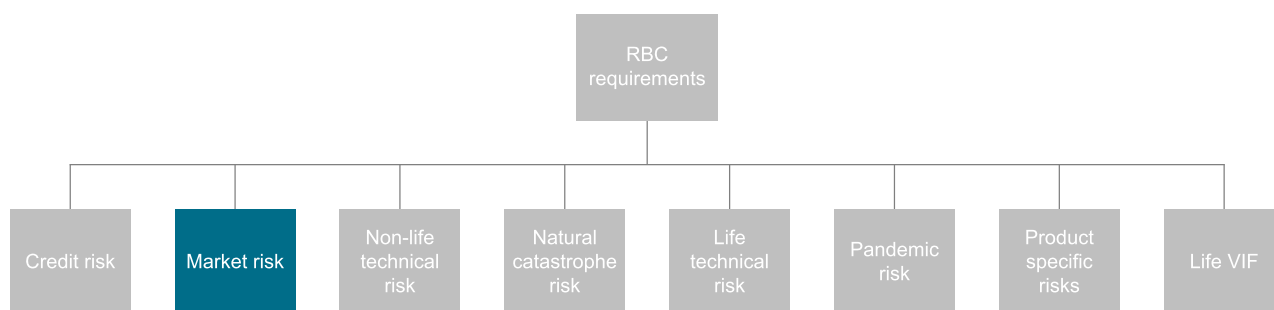 RBC
requirements
Credit risk
Market risk
Non-life
technical
risk
Natural
catastrophe
risk
Life
technical
risk
Pandemic
risk
Product
specific
risks
Life VIF